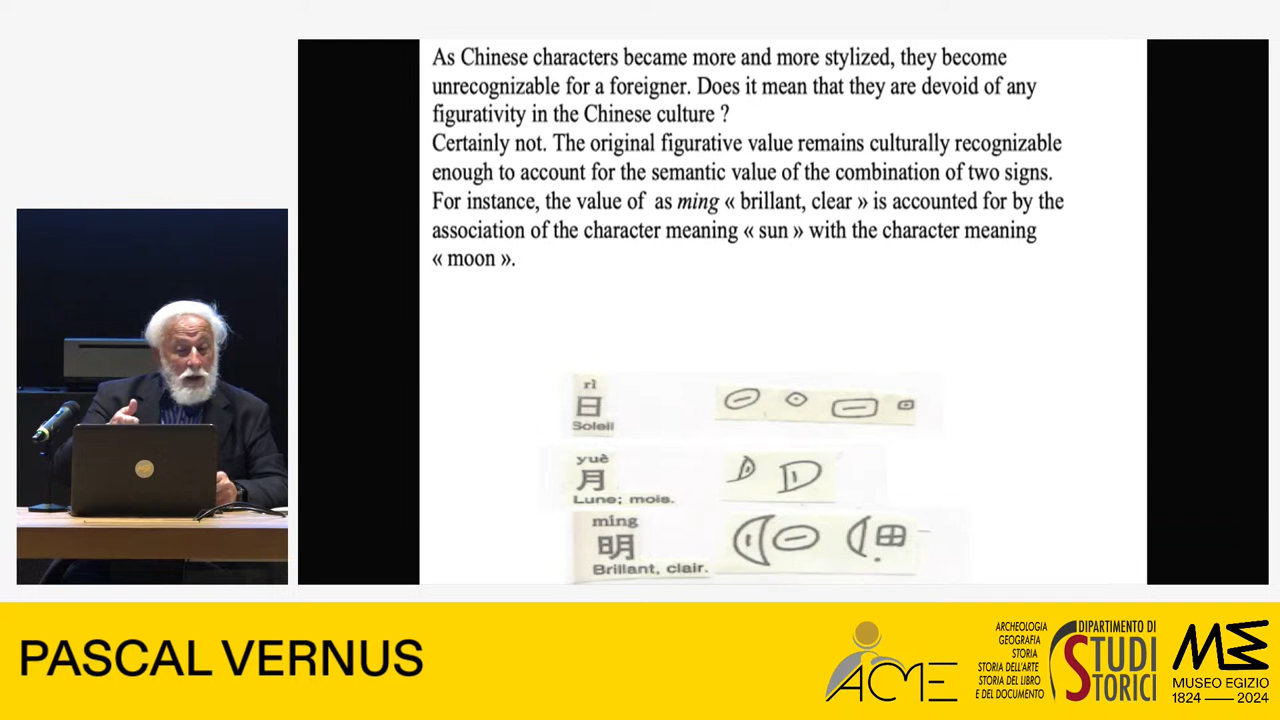 As Chinese characters became more and more stylized, they become
unrecognizable for a foreigner. Does it mean that they are devoid of any
figurativity in the Chinese culture ?
Certainly not. The original figurative value remains culturally recognizable
enough to account for the semantic value of the combination of two signs.
For instance, the value of as ming « brillant, clear » is accounted for by the
association of the character meaning « sun » with the character meaning
« moon ».
rì
日
Soleil
yuè
月
Lune; mois.
míng
明
Brillant, clair.
PASCAL VERNUS
ACME
ARCHEOLOGIA
GEOGRAFIA
STORIA
STORIA DELL'ARTE
STORIA DEL LIBRO
E DEL DOCUMENTO
DIPARTIMENTO DI
STUDI
STORICI
ME
MUSEO EGIZIO
1824 — 2024